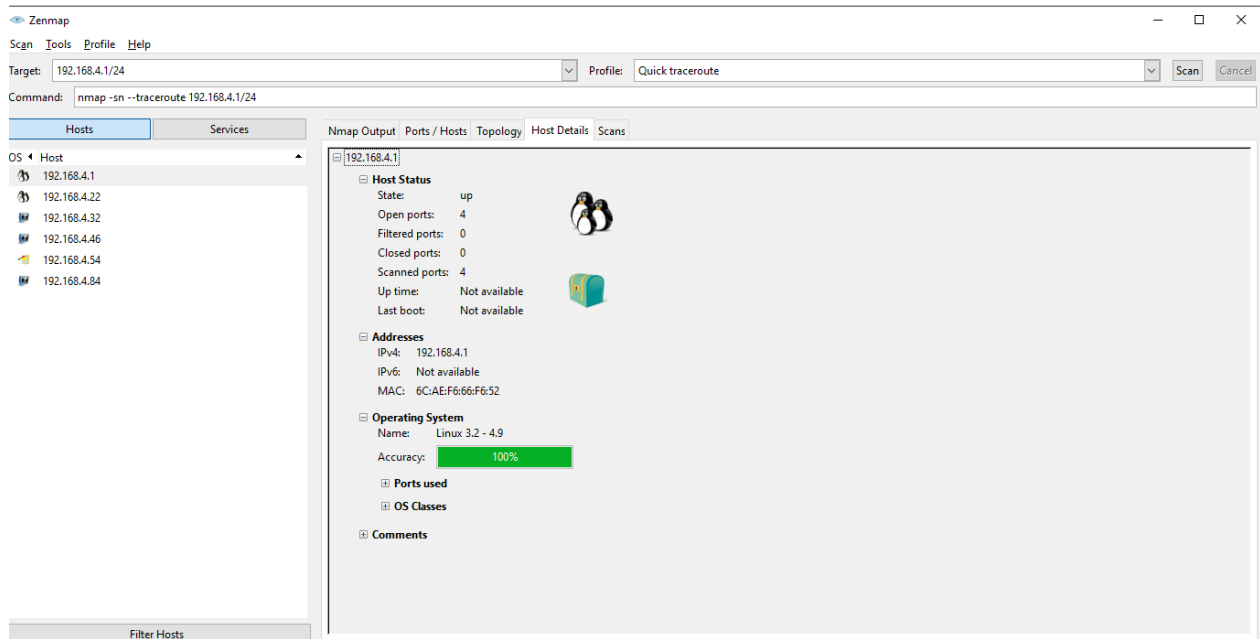 Zenmap
Scan Tools Profile Help
Target: 192.168.4.1/24 Profile: Quick traceroute Scan Cancel
Command: nmap -sn --traceroute 192.168.4.1/24
Hosts Services
Nmap Output Ports / Hosts Topology Host Details Scans
OS Host
192.168.4.1
192.168.4.22
192.168.4.32
192.168.4.46
192.168.4.54
192.168.4.84
Filter Hosts
192.168.4.1
Host Status
State: up
Open ports: 4
Filtered ports: 0
Closed ports: 0
Scanned ports: 4
Up time: Not available
Last boot: Not available
Addresses
IPv4: 192.168.4.1
IPv6: Not available
MAC: 6C:AE:F6:66:F6:52
Operating System
Name: Linux 3.2 - 4.9
Accuracy: 100%
Ports used
OS Classes
Comments